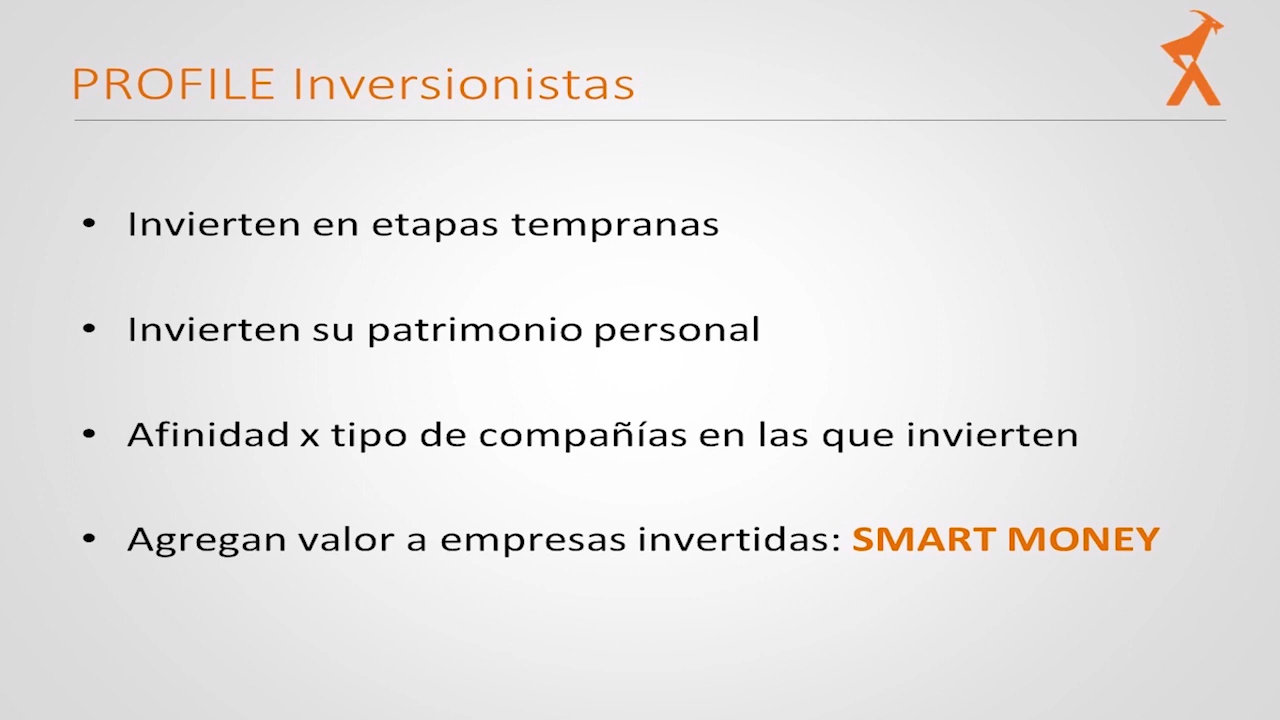 PROFILE Inversionistas
• Invierten en etapas tempranas
• Invierten su patrimonio personal
• Afinidad x tipo de compañías en las que invierten
• Agregan valor a empresas invertidas: SMART MONEY